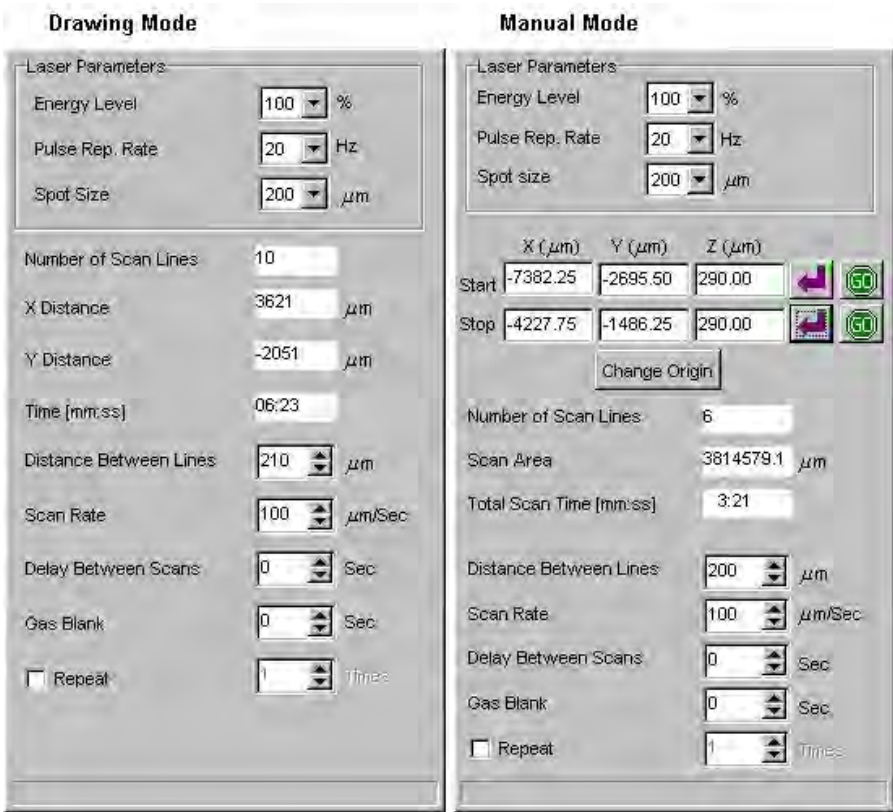 Drawing Mode
Laser Parameters
Energy Level 100 %
Pulse Rep. Rate 20 Hz
Spot Size 200 µm
Number of Scan Lines 10
X Distance 3621 µm
Y Distance -2051 µm
Time [mm:ss] 06:23
Distance Between Lines 210 µm
Scan Rate 100 µm/Sec
Delay Between Scans 0 Sec
Gas Blank 0 Sec
Repeat 1 Times
Manual Mode
Laser Parameters
Energy Level 100 %
Pulse Rep. Rate 20 Hz
Spot size 200 µm
X (µm) Y (µm) Z (µm)
Start -7382.25 -2695.50 290.00 GO
Stop -4227.75 -1486.25 290.00 GO
Change Origin
Number of Scan Lines 6
Scan Area 3814579.1 µm
Total Scan Time [mm:ss] 3:21
Distance Between Lines 200 µm
Scan Rate 100 µm/Sec
Delay Between Scans 0 Sec
Gas Blank 0 Sec
Repeat 1 Times